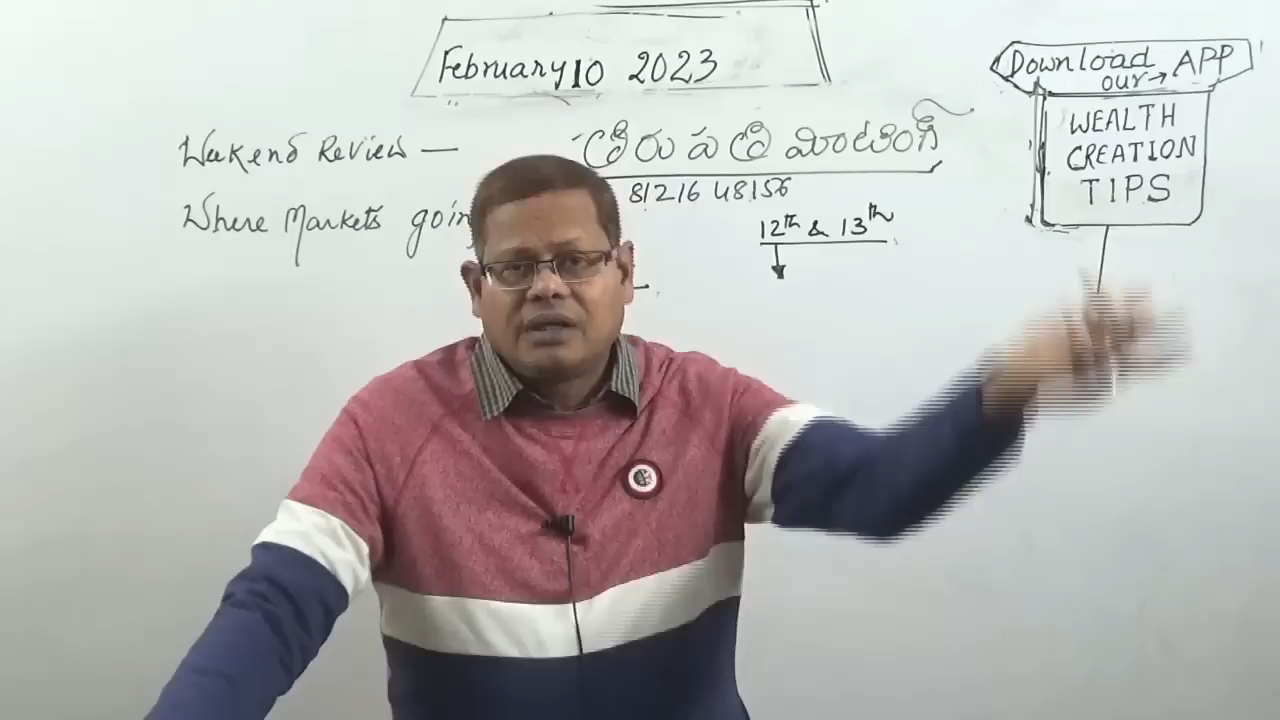 February 10 2023
Weekend Review —
తిరుపతి మీటింగ్
81216 48156
Where Markets goin
12th & 13th
Download
our → APP
WEALTH
CREATION
TIPS